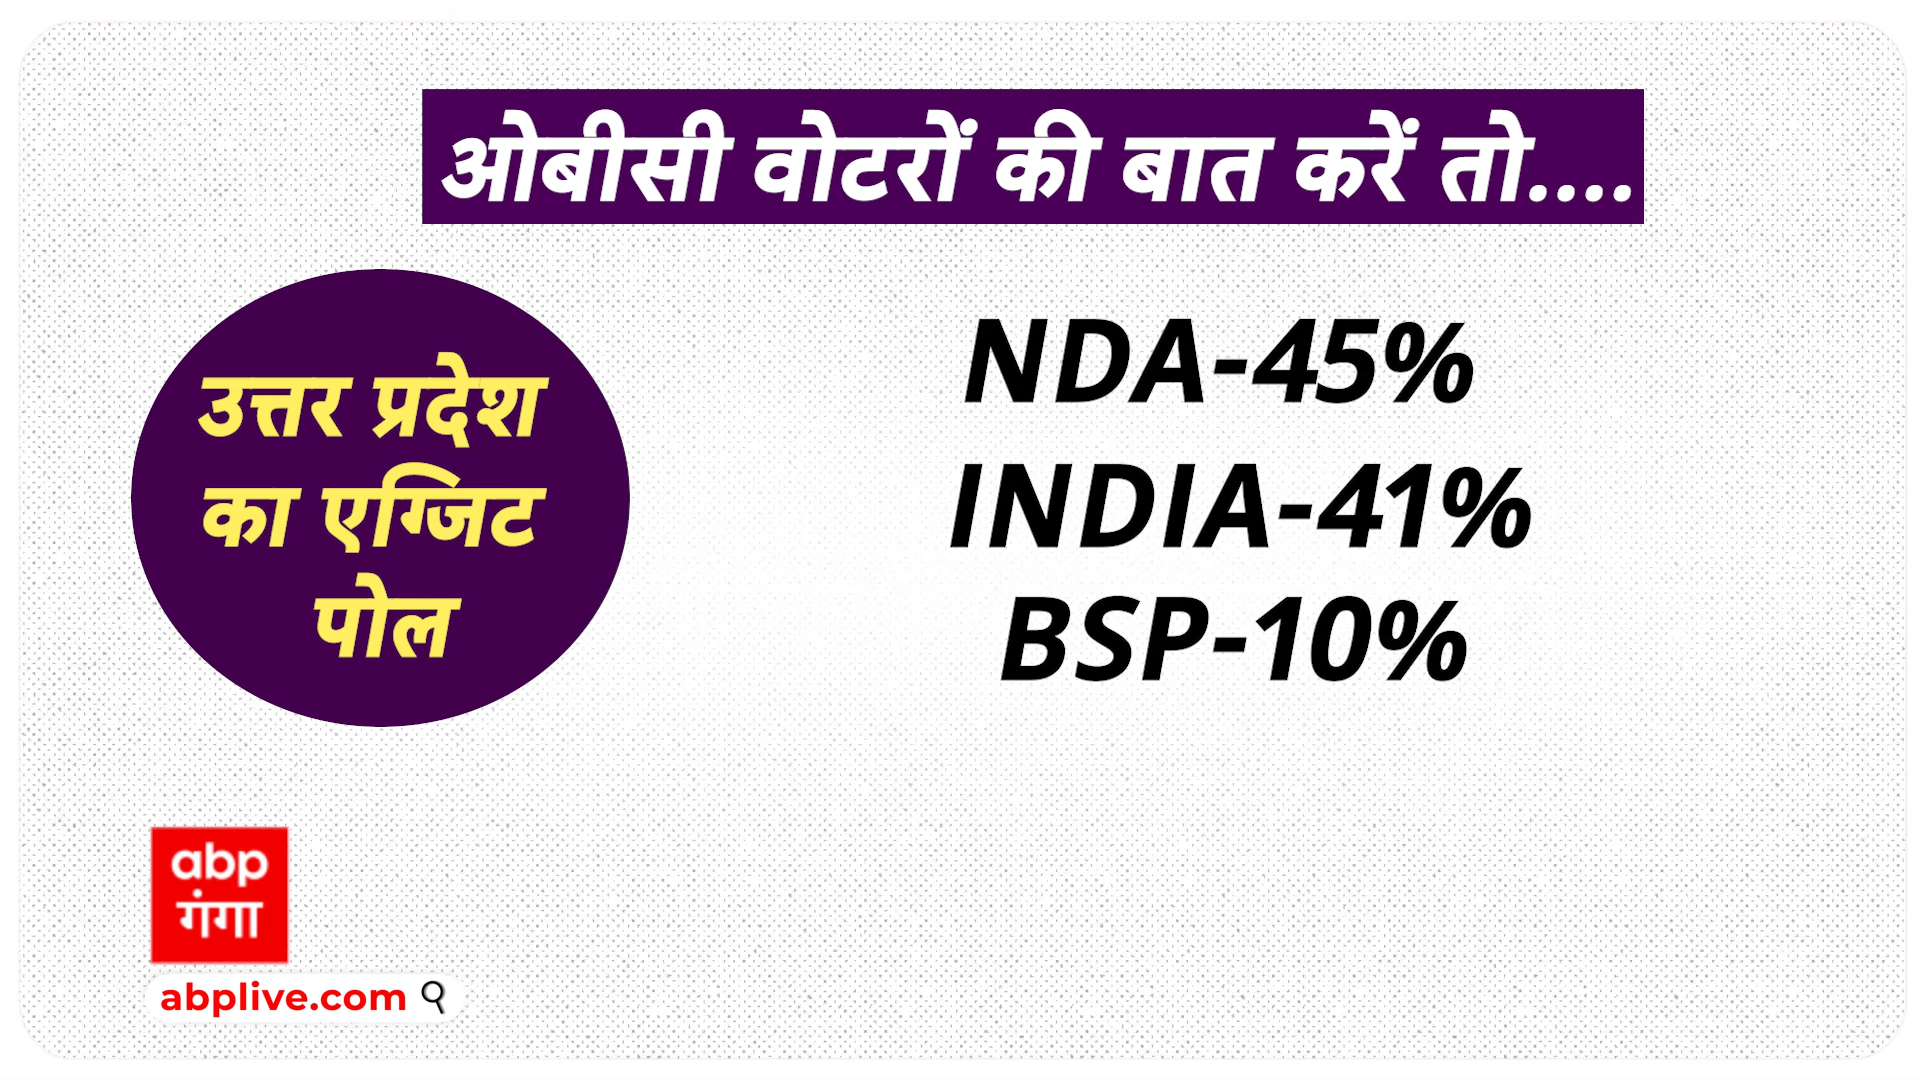 ओबीसी वोटरों की बात करें तो....
उत्तर प्रदेश
का एग्जिट
पोल
NDA-45%
INDIA-41%
BSP-10%
abp
गंगा
abplive.com